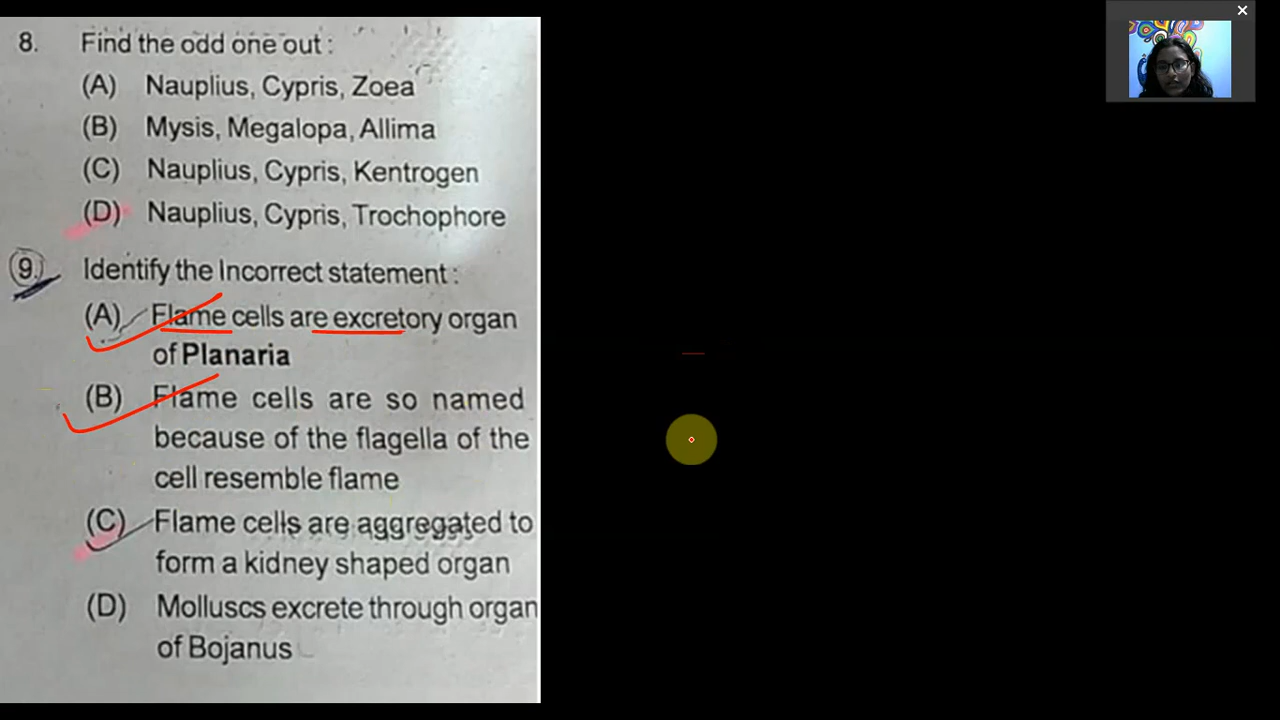 8. Find the odd one out :
(A) Nauplius, Cypris, Zoea
(B) Mysis, Megalopa, Allima
(C) Nauplius, Cypris, Kentrogen
(D) Nauplius, Cypris, Trochophore
9. Identify the Incorrect statement :
(A) Flame cells are excretory organ
of Planaria
(B) Flame cells are so named
because of the flagella of the
cell resemble flame
(C) Flame cells are aggregated to
form a kidney shaped organ
(D) Molluscs excrete through organ
of Bojanus